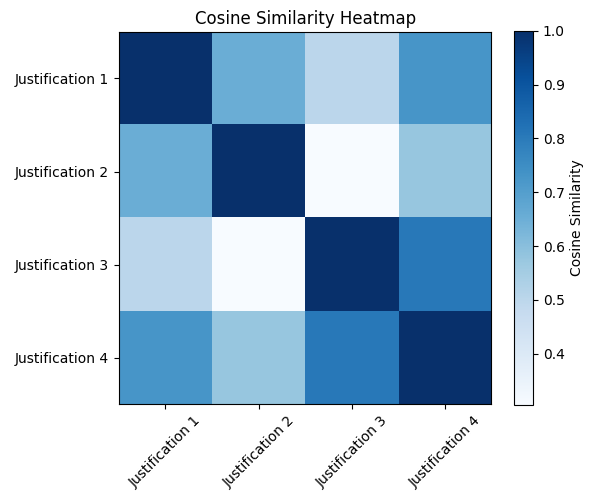 Cosine Similarity Heatmap
Justification 1
Justification 2
Justification 3
Justification 4
Justification 1
Justification 2
Justification 3
Justification 4
1.0
0.9
0.8
0.7
0.6
0.5
0.4
Cosine Similarity